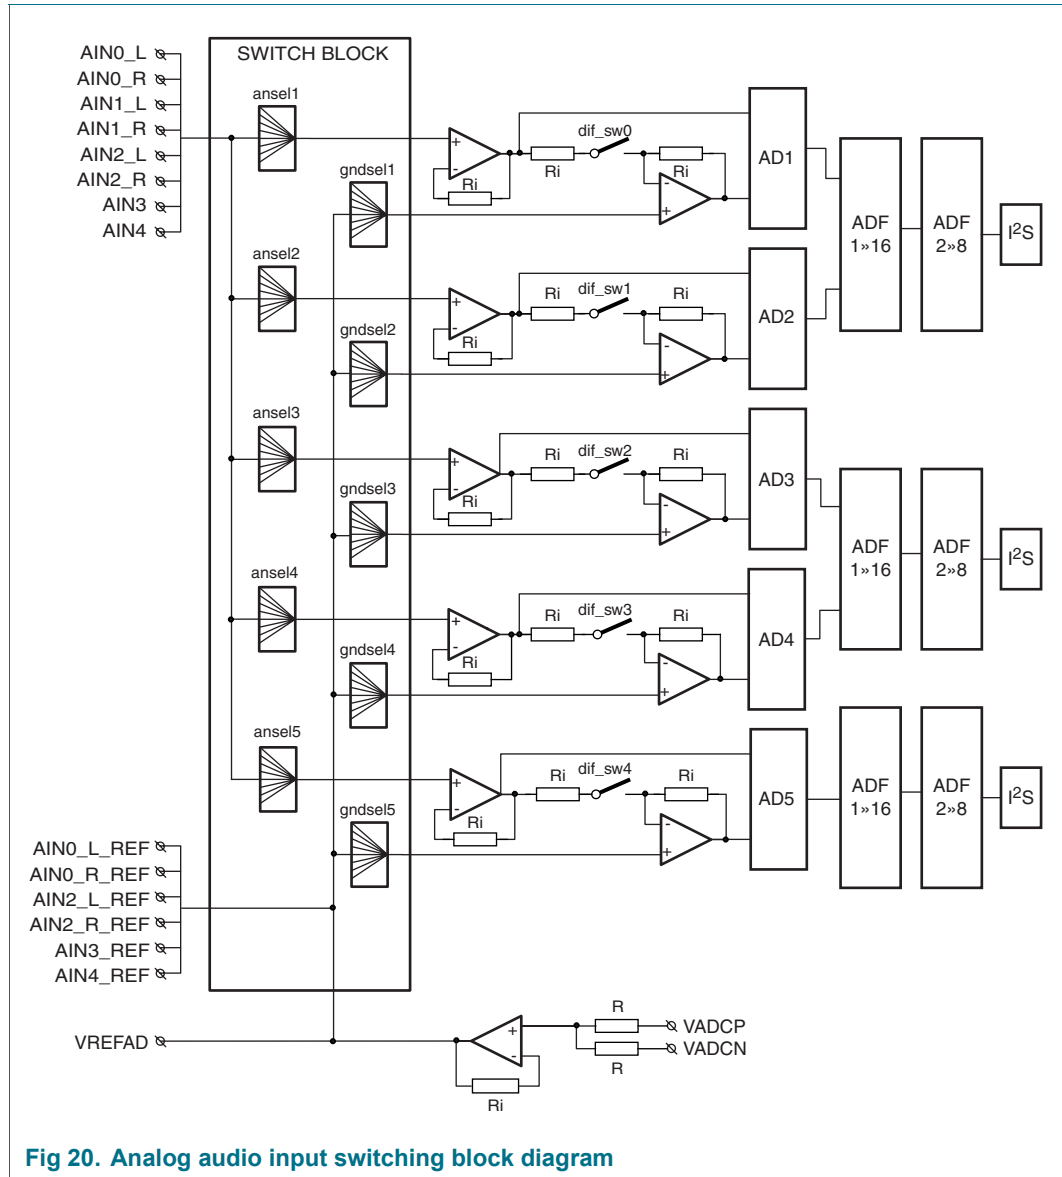 AIN0_L
AIN0_R
AIN1_L
AIN1_R
AIN2_L
AIN2_R
AIN3
AIN4
SWITCH BLOCK
ansel1
gndsel1
+
-
Ri
Ri
dif_sw0
Ri
-
+
AD1
ansel2
gndsel2
+
-
Ri
Ri
dif_sw1
Ri
-
+
AD2
ADF
1»16
ADF
2»8
I²S
ansel3
gndsel3
+
-
Ri
Ri
dif_sw2
Ri
-
+
AD3
ansel4
gndsel4
+
-
Ri
Ri
dif_sw3
Ri
-
+
AD4
ADF
1»16
ADF
2»8
I²S
ansel5
gndsel5
+
-
Ri
Ri
dif_sw4
Ri
-
+
AD5
ADF
1»16
ADF
2»8
I²S
AIN0_L_REF
AIN0_R_REF
AIN2_L_REF
AIN2_R_REF
AIN3_REF
AIN4_REF
VREFAD
+
-
Ri
R
VADCP
VADCN
R
Fig 20. Analog audio input switching block diagram